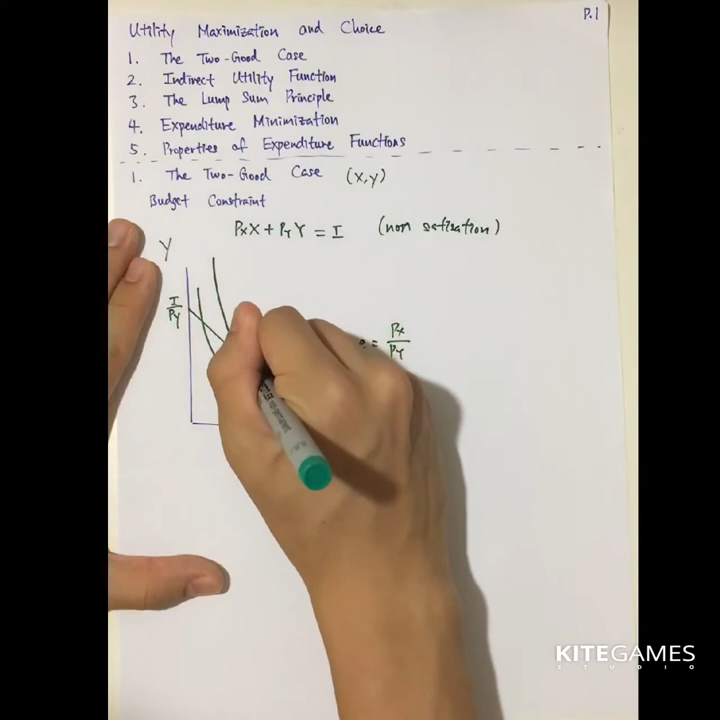 P.1
Utility Maximization and Choice
1. The Two-Good Case
2. Indirect Utility Function
3. The Lump Sum Principle
4. Expenditure Minimization
5. Properties of Expenditure Functions
1. The Two-Good Case (x,y)
Budget Constraint
PxX + PyY = I (non satiation)
Y
I/Py
= Px/Py
KITEGAMES
STUDIO